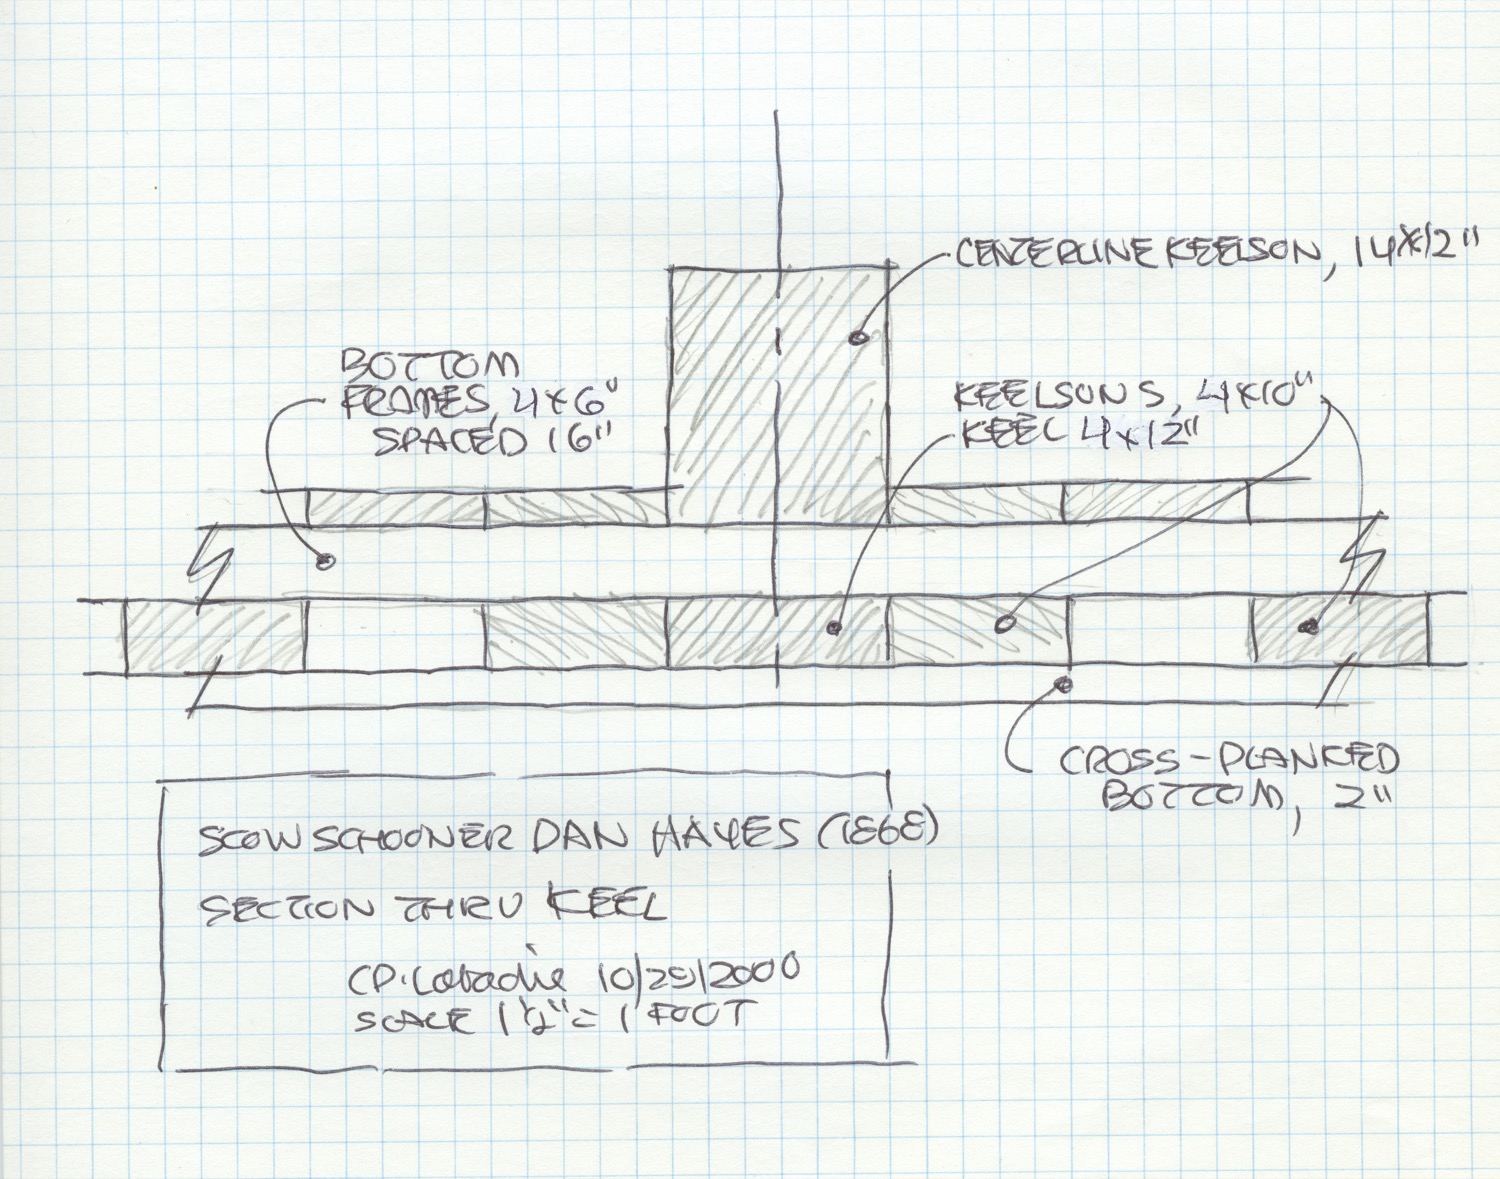 CENTERLINE KEELSON, 14X12"
BOTTOM
FRAMES, 4X6"
SPACED 16"
KEELSONS, 4X10"
KEEL 4X12"
CROSS-PLANKED
BOTTOM, 2"
SCOW SCHOONER DAN HAYES (1868)
SECTION THRU KEEL
CP. Labadie 10/29/2000
SCALE 1 1/2" = 1 FOOT